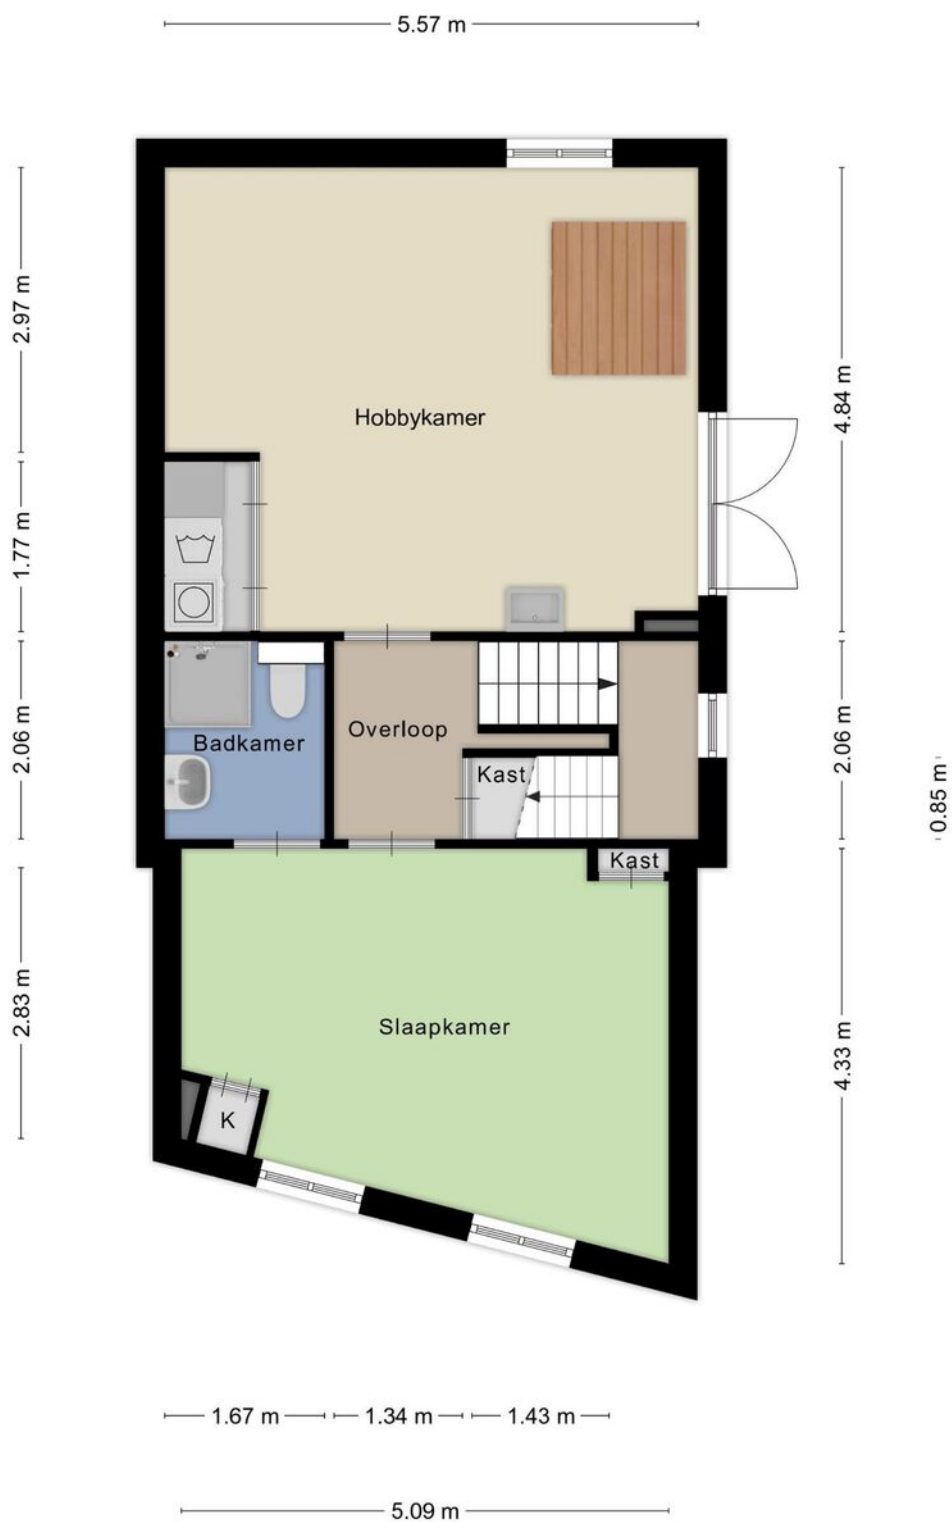 5.57 m
2.97 m
4.84 m
Hobbykamer
1.77 m
2.06 m
Badkamer
Overloop
Kast
2.06 m
0.85 m
Kast
2.83 m
Slaapkamer
4.33 m
K
1.67 m
1.34 m
1.43 m
5.09 m